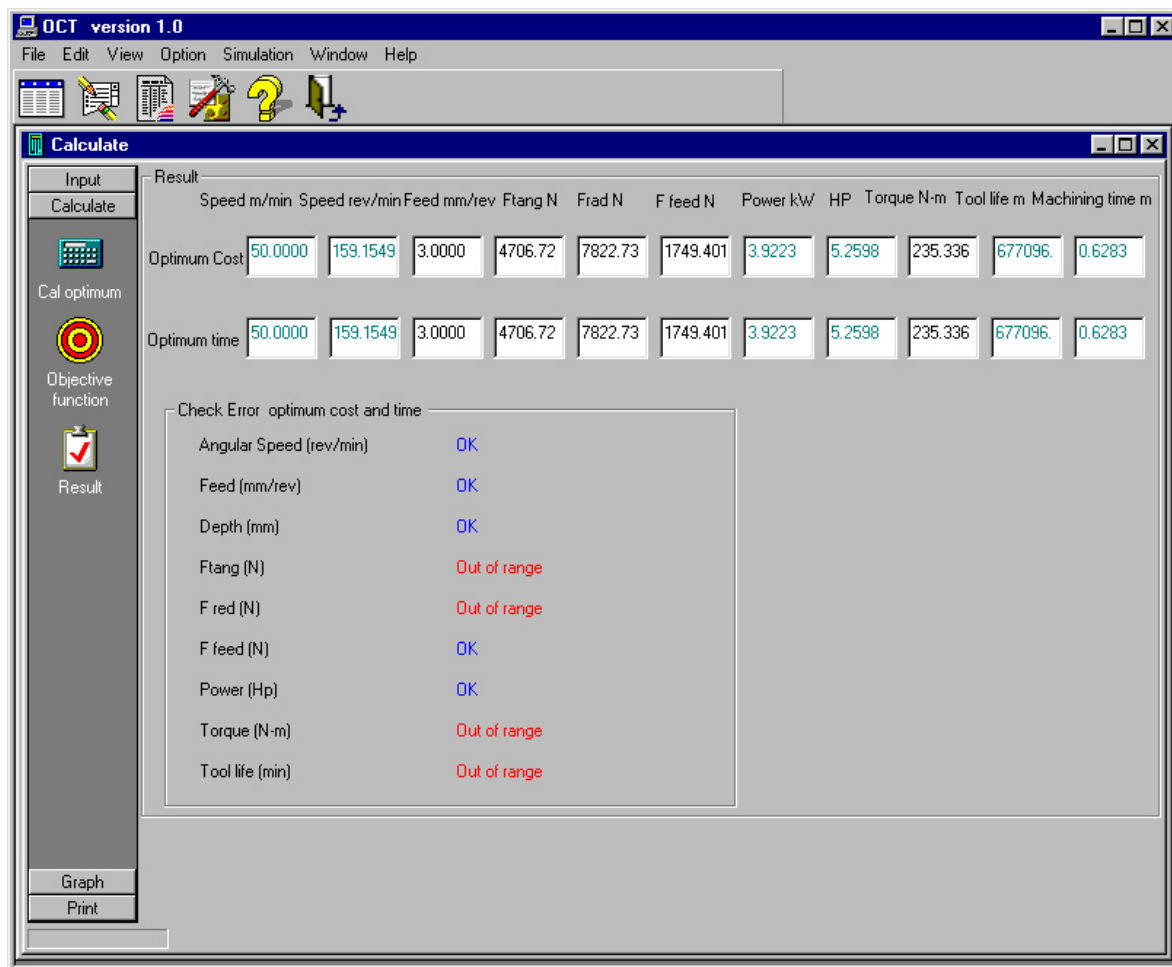 OCT version 1.0
File Edit View Option Simulation Window Help
Calculate
Input
Calculate
Cal optimum
Objective
function
Result
Graph
Print
Result
Speed m/min Speed rev/min Feed mm/rev Ftang N Frad N F feed N Power kW HP Torque N-m Tool life m Machining time m
Optimum Cost 50.0000 159.1549 3.0000 4706.72 7822.73 1749.401 3.9223 5.2598 235.336 677096. 0.6283
Optimum time 50.0000 159.1549 3.0000 4706.72 7822.73 1749.401 3.9223 5.2598 235.336 677096. 0.6283
Check Error optimum cost and time
Angular Speed (rev/min) OK
Feed (mm/rev) OK
Depth (mm) OK
Ftang (N) Out of range
F red (N) Out of range
F feed (N) OK
Power (Hp) OK
Torque (N-m) Out of range
Tool life (min) Out of range